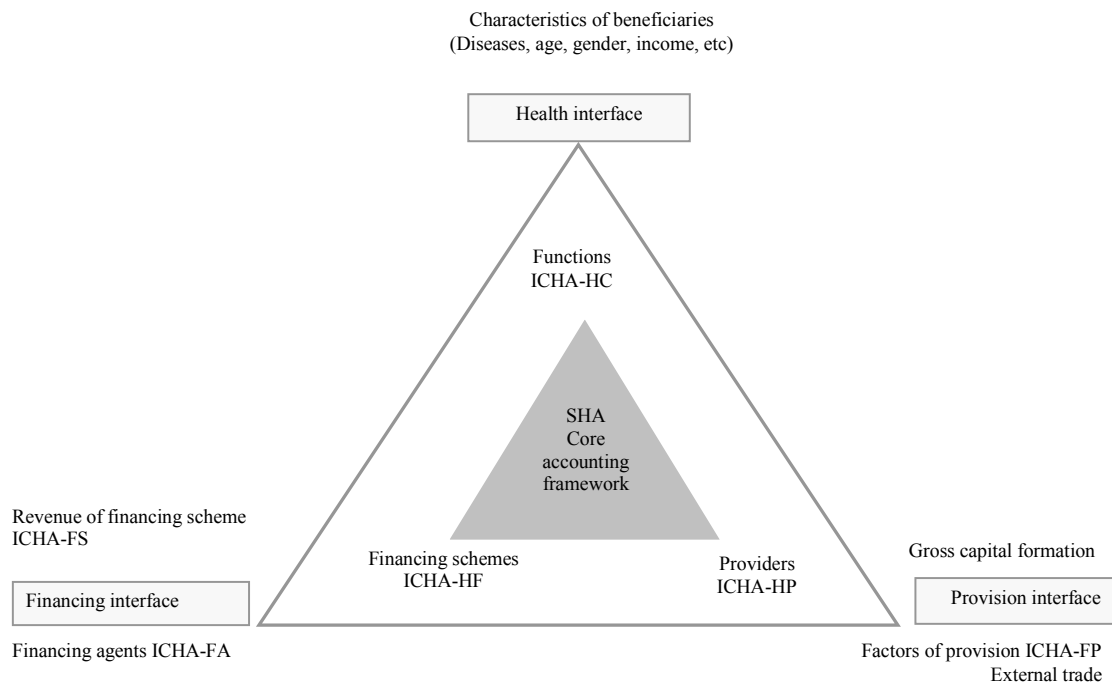 Characteristics of beneficiaries
(Diseases, age, gender, income, etc)
Health interface
Functions
ICHA-HC
SHA
Core
accounting
framework
Revenue of financing scheme
ICHA-FS
Financing interface
Financing agents ICHA-FA
Financing schemes
ICHA-HF
Providers
ICHA-HP
Gross capital formation
Provision interface
Factors of provision ICHA-FP
External trade